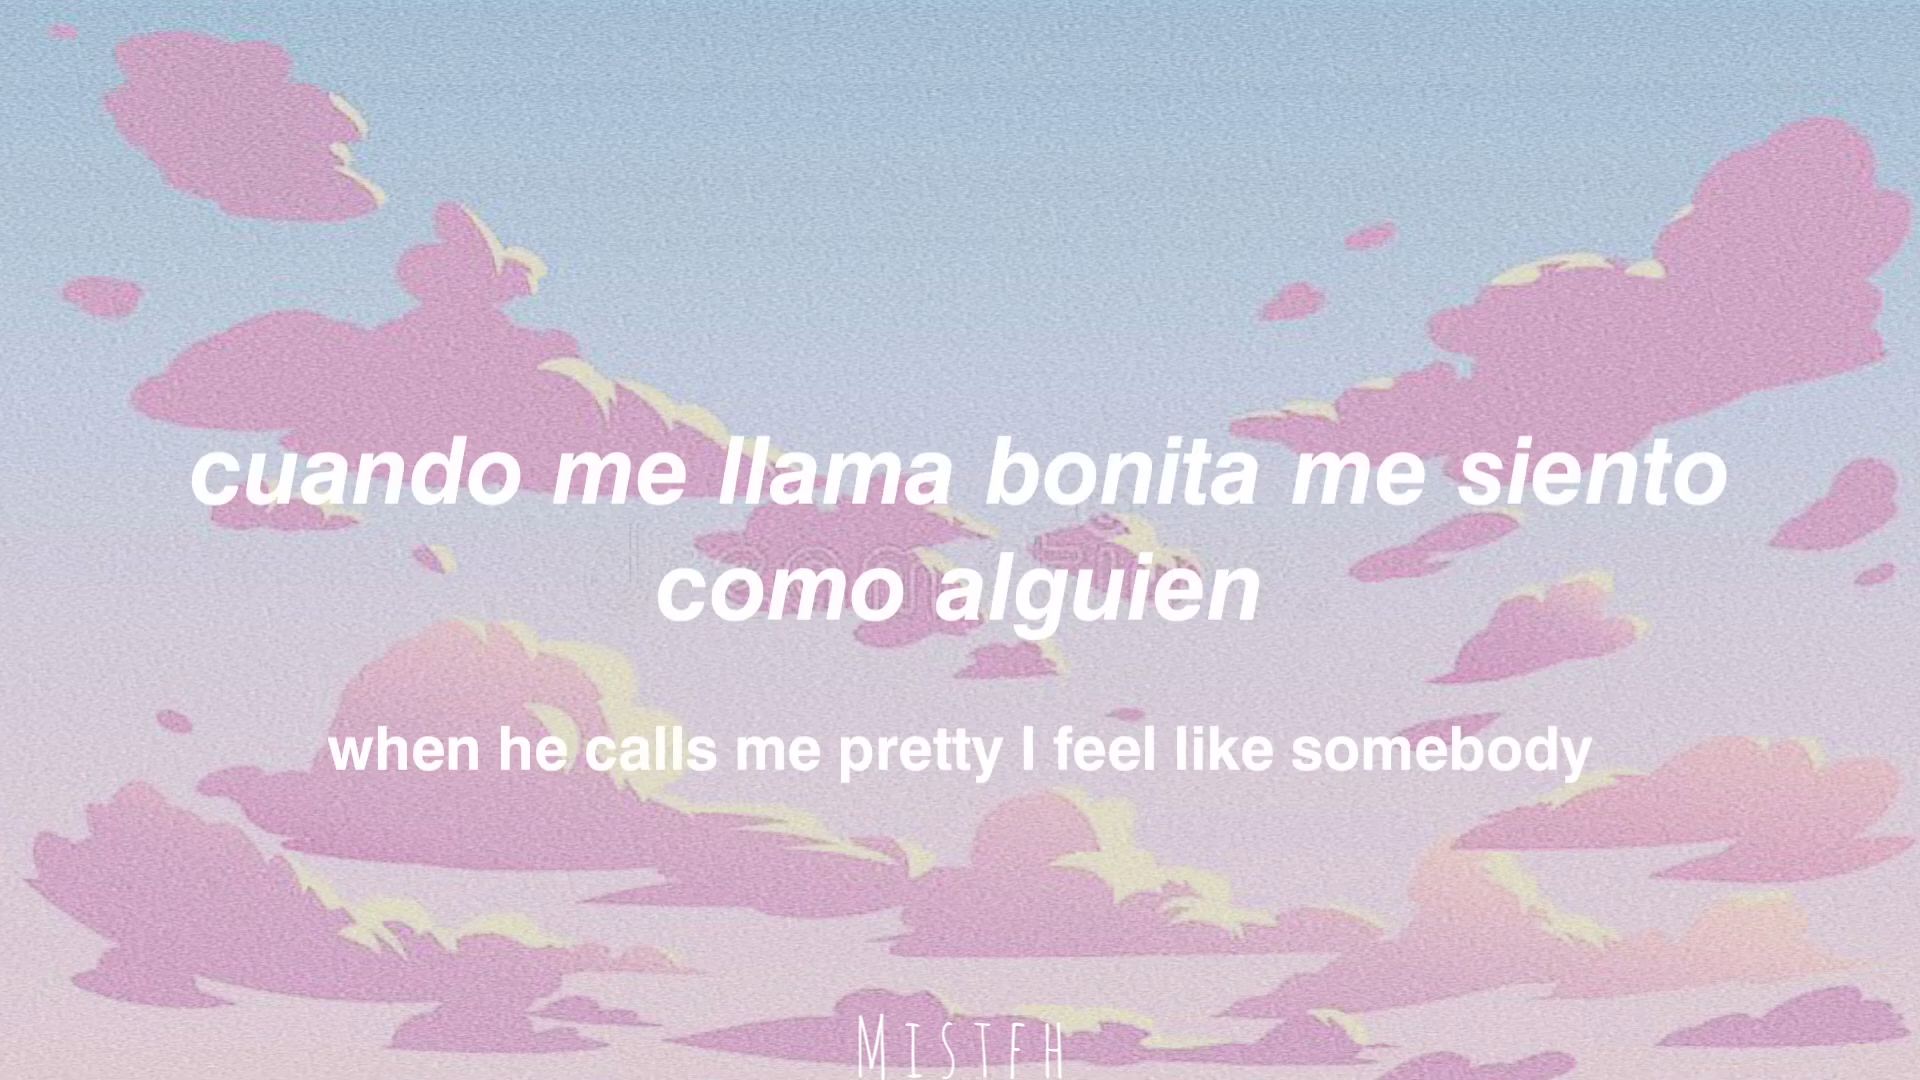 cuando me llama bonita me siento
como alguien
when he calls me pretty I feel like somebody
MISTFH